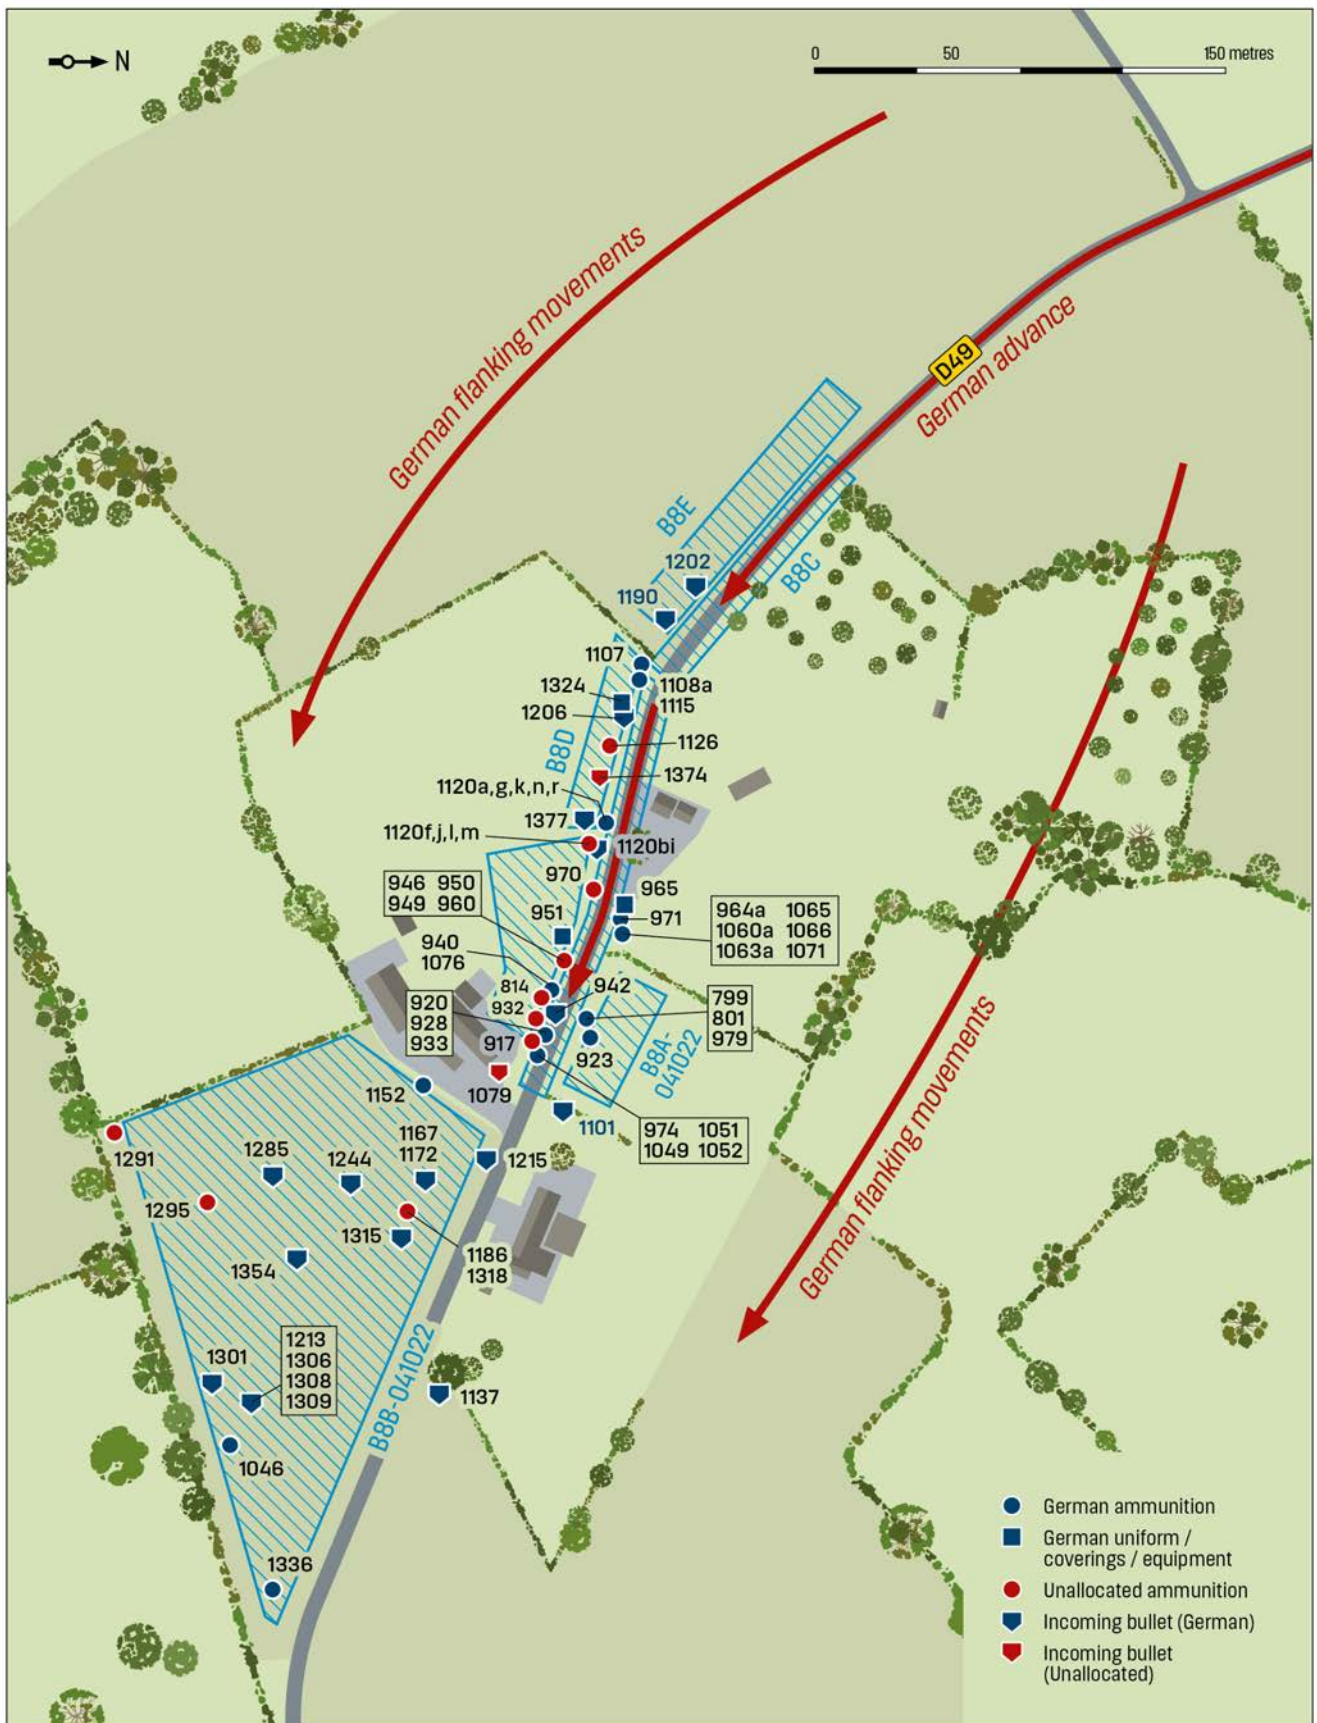 N
0 50 150 metres
German flanking movements
D49
German advance
B8E
B8C
1202
1190
1107
1108a
1115
1324
1206
B8D
1126
1374
1120a,g,k,n,r
1377
1120f,j,l,m
1120bi
970
946 950
949 960
965
951
971
964a 1065
1060a 1066
1063a 1071
940
1076
814
942
932
920
928
933
799
801
979
917
923
B8A-
041022
1079
1152
1101
974 1051
1049 1052
German flanking movements
1291
1285
1244
1167
1172
1215
1295
1315
1186
1318
1354
1301
1213
1306
1308
1309
B8B-041022
1137
1046
1336
German ammunition
German uniform /
coverings / equipment
Unallocated ammunition
Incoming bullet (German)
Incoming bullet
(Unallocated)